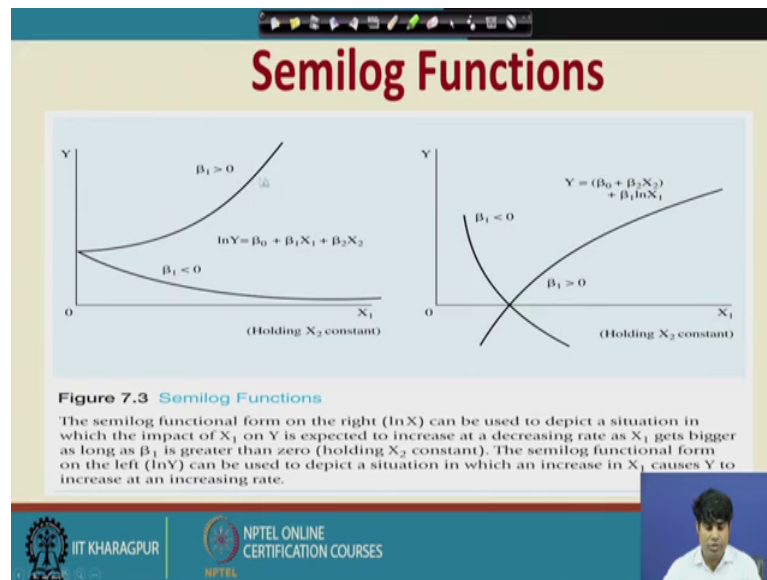 Semilog Functions
Y
β₁ > 0
lnY= β₀ + β₁X₁ + β₂X₂
β₁ < 0
0
X₁
(Holding X₂ constant)
Y
Y = (β₀ + β₂X₂)
+ β₁lnX₁
β₁ < 0
β₁ > 0
0
X₁
(Holding X₂ constant)
Figure 7.3 Semilog Functions
The semilog functional form on the right (lnX) can be used to depict a situation in
which the impact of X₁ on Y is expected to increase at a decreasing rate as X₁ gets bigger
as long as β₁ is greater than zero (holding X₂ constant). The semilog functional form
on the left (lnY) can be used to depict a situation in which an increase in X₁ causes Y to
increase at an increasing rate.
IIT KHARAGPUR
NPTEL
NPTEL ONLINE
CERTIFICATION COURSES